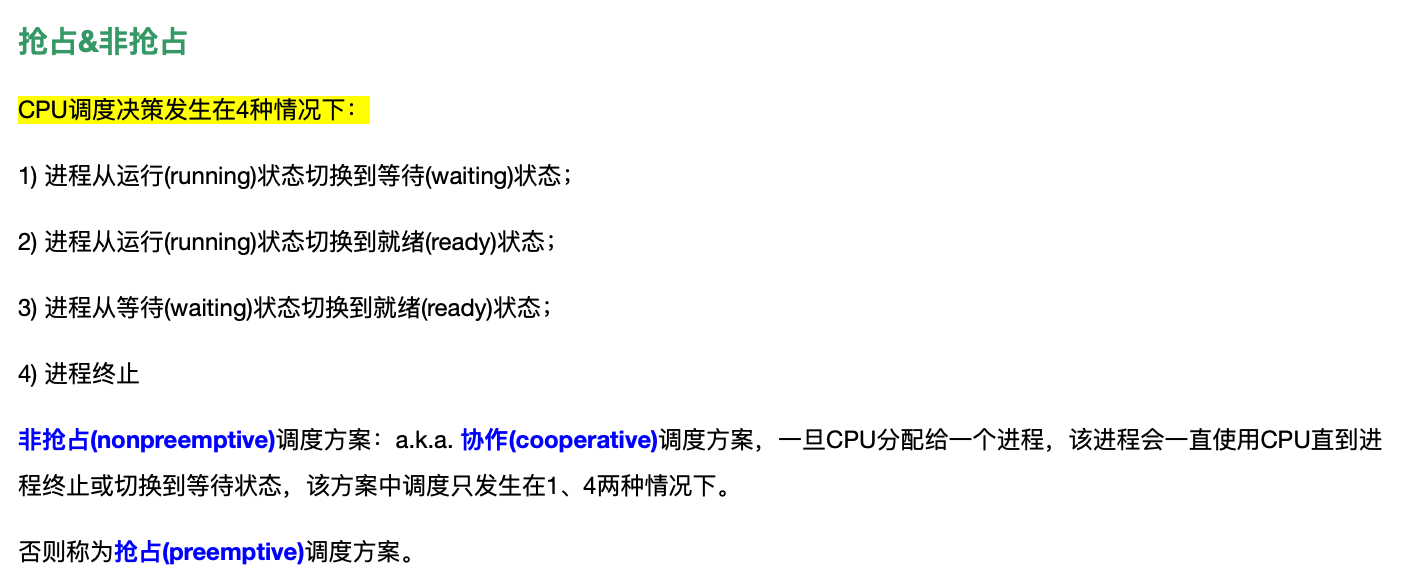 抢占&非抢占
CPU调度决策发生在4种情况下：
1) 进程从运行(running)状态切换到等待(waiting)状态；
2) 进程从运行(running)状态切换到就绪(ready)状态；
3) 进程从等待(waiting)状态切换到就绪(ready)状态；
4) 进程终止
非抢占(nonpreemptive)调度方案：a.k.a. 协作(cooperative)调度方案，一旦CPU分配给一个进程，该进程会一直使用CPU直到进
程终止或切换到等待状态，该方案中调度只发生在1、4两种情况下。
否则称为抢占(preemptive)调度方案。